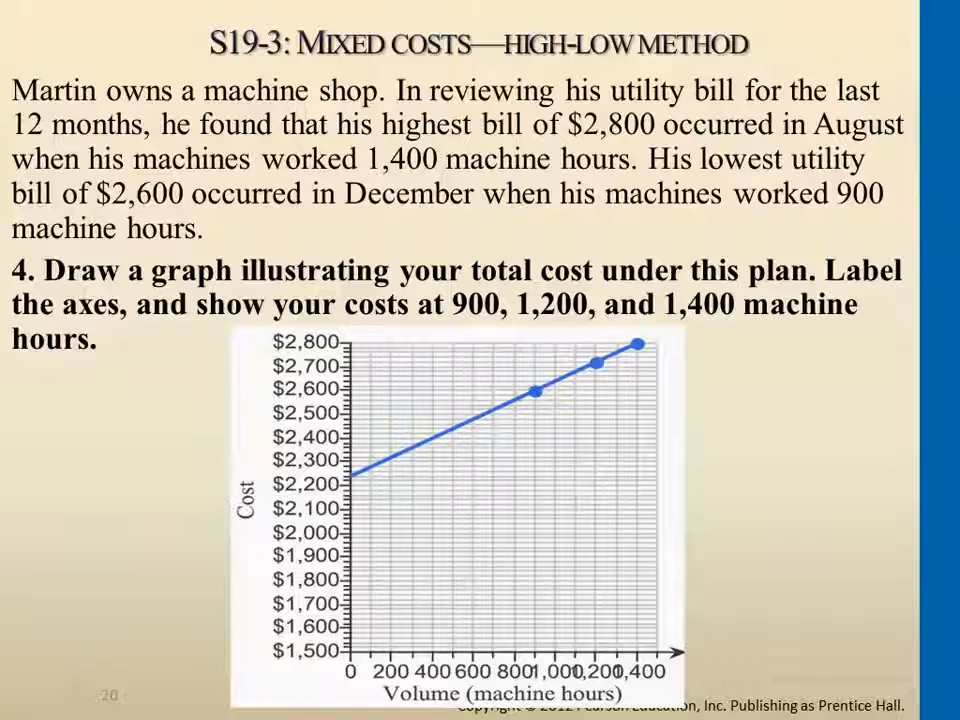 S19-3: MIXED COSTS—HIGH-LOW METHOD
Martin owns a machine shop. In reviewing his utility bill for the last
12 months, he found that his highest bill of $2,800 occurred in August
when his machines worked 1,400 machine hours. His lowest utility
bill of $2,600 occurred in December when his machines worked 900
machine hours.
4. Draw a graph illustrating your total cost under this plan. Label
the axes, and show your costs at 900, 1,200, and 1,400 machine
hours.
$2,800
$2,700
$2,600
$2,500
$2,400
$2,300
$2,200
$2,100
$2,000
$1,900
$1,800
$1,700
$1,600
$1,500
Cost
0 200 400 600 800 1,000 1,200 1,400
Volume (machine hours)
20
Copyright © 2012 Pearson Education, Inc. Publishing as Prentice Hall.